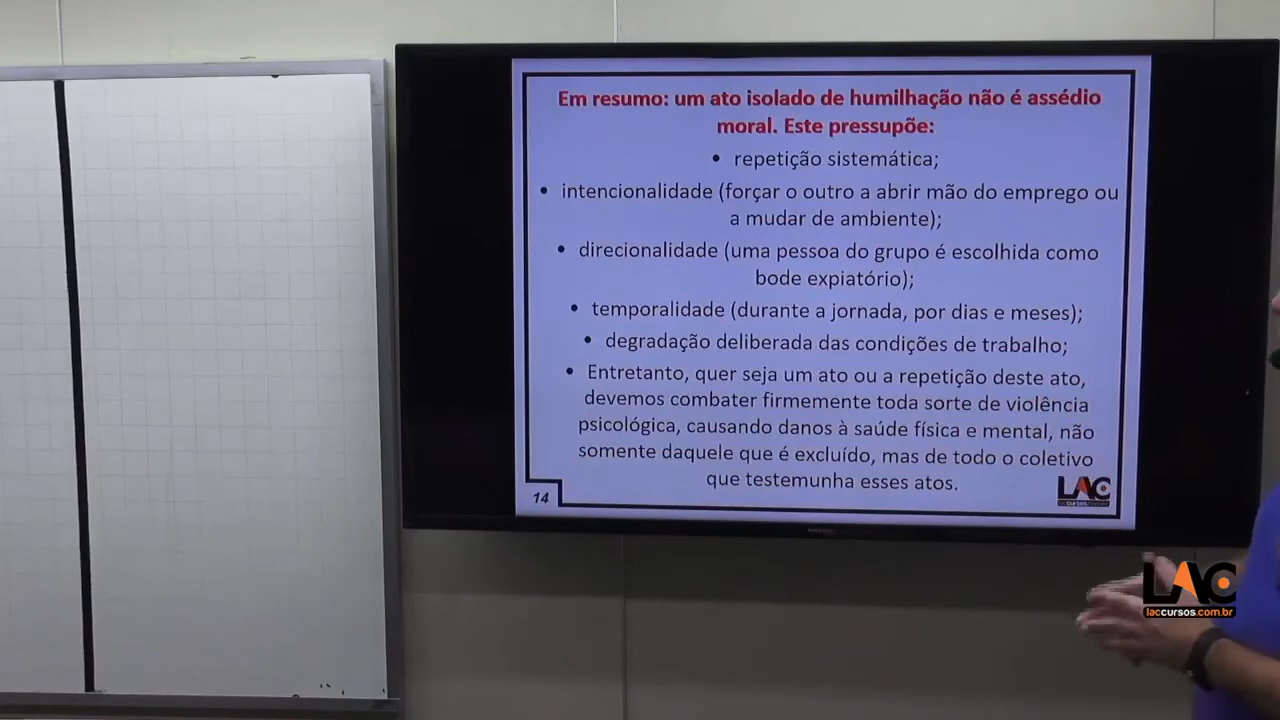 Em resumo: um ato isolado de humilhação não é assédio
moral. Este pressupõe:
• repetição sistemática;
• intencionalidade (forçar o outro a abrir mão do emprego ou
a mudar de ambiente);
• direcionalidade (uma pessoa do grupo é escolhida como
bode expiatório);
• temporalidade (durante a jornada, por dias e meses);
• degradação deliberada das condições de trabalho;
• Entretanto, quer seja um ato ou a repetição deste ato,
devemos combater firmemente toda sorte de violência
psicológica, causando danos à saúde física e mental, não
somente daquele que é excluído, mas de todo o coletivo
que testemunha esses atos.
14
LAC
LAC
laccursos.com.br